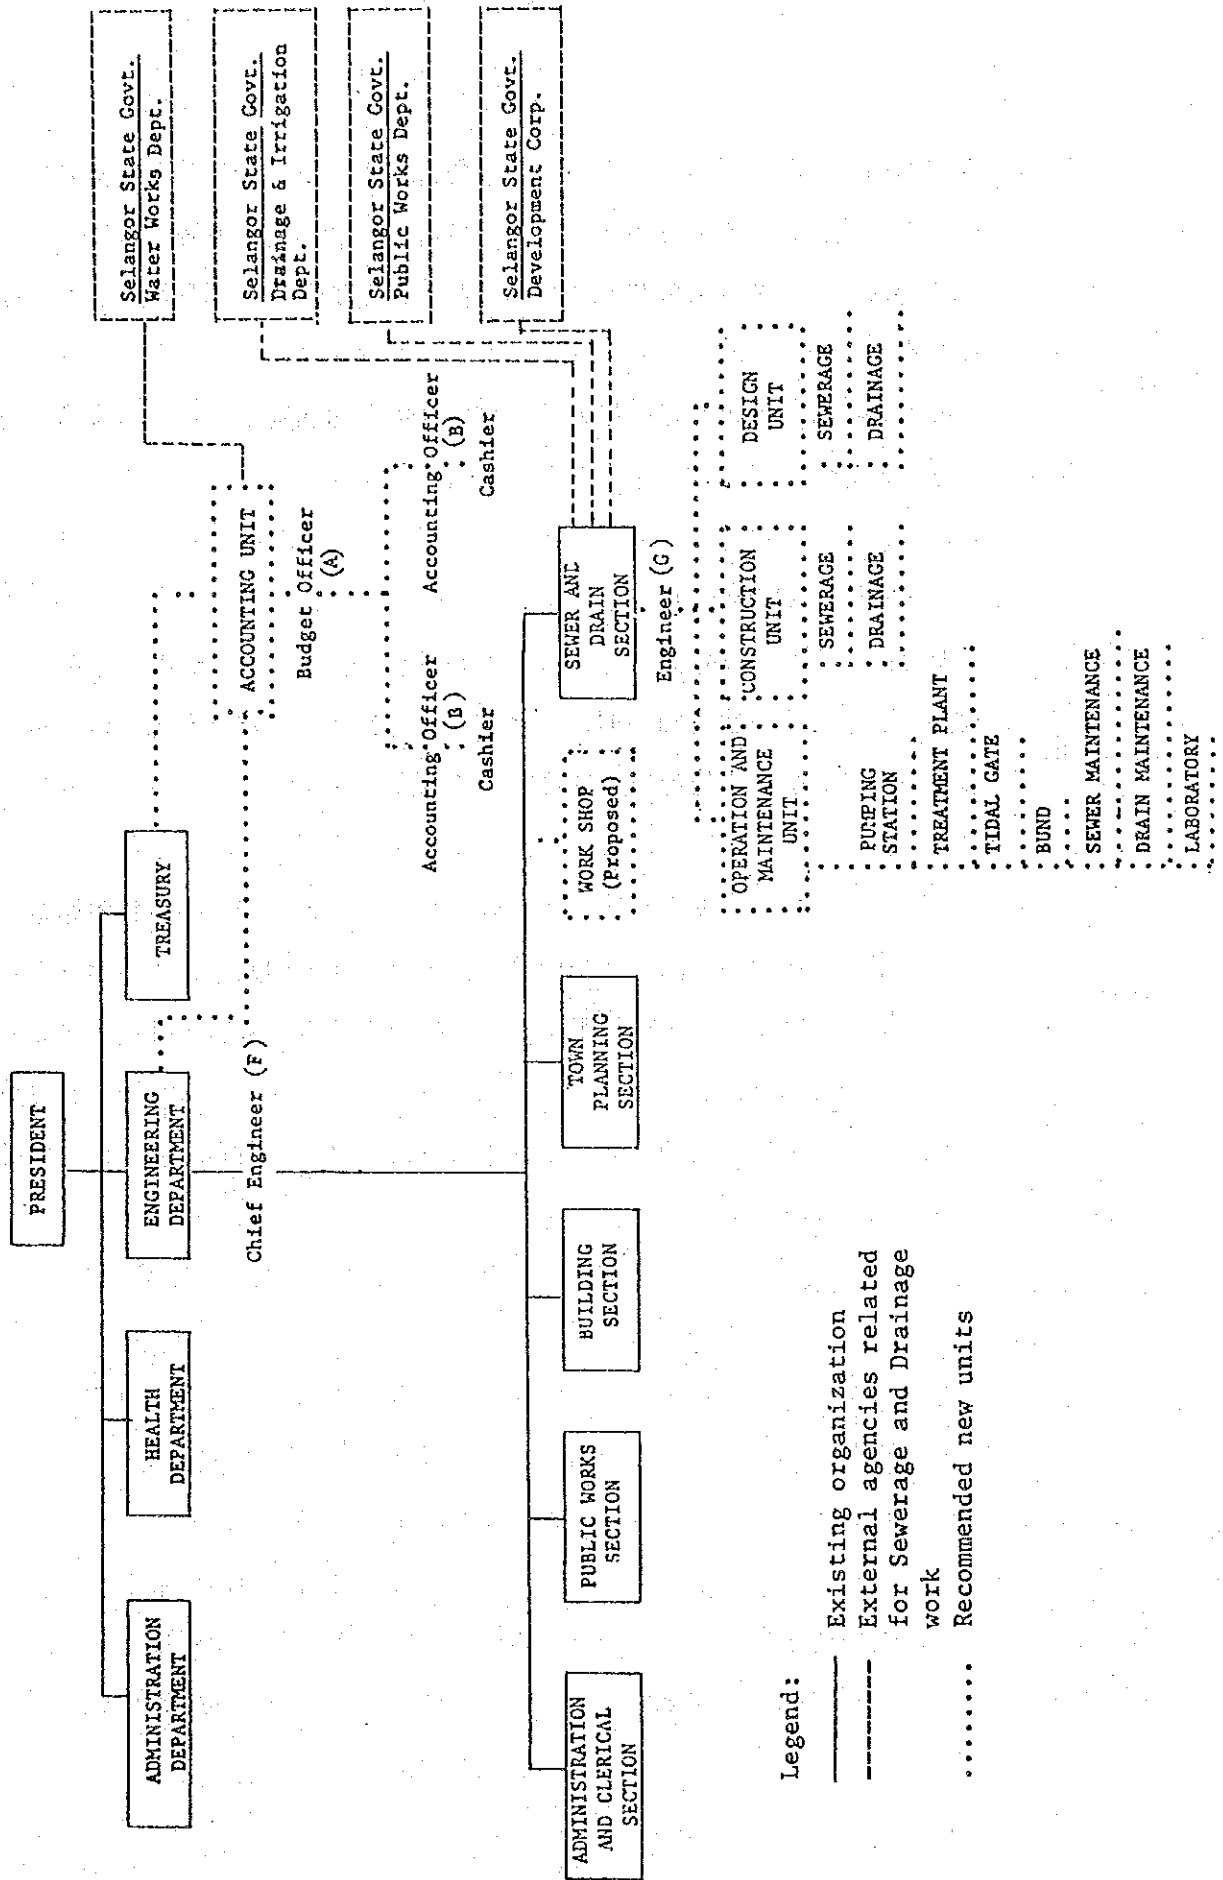 PRESIDENT
ADMINISTRATION
DEPARTMENT
HEALTH
DEPARTMENT
ENGINEERING
DEPARTMENT
TREASURY
Chief Engineer (F)
ACCOUNTING UNIT
Budget Officer
(A)
Accounting Officer
(B)
Cashier
Accounting Officer
(B)
Cashier
Selangor State Govt.
Water Works Dept.
Selangor State Govt.
Drainage & Irrigation
Dept.
Selangor State Govt.
Public Works Dept.
Selangor State Govt.
Development Corp.
ADMINISTRATION
AND CLERICAL
SECTION
PUBLIC WORKS
SECTION
BUILDING
SECTION
TOWN
PLANNING
SECTION
WORK SHOP
(Proposed)
SEWER AND
DRAIN
SECTION
Engineer (G)
OPERATION AND
MAINTENANCE
UNIT
CONSTRUCTION
UNIT
DESIGN
UNIT
PUMPING
STATION
TREATMENT PLANT
TIDAL GATE
BUND
SEWER MAINTENANCE
DRAIN MAINTENANCE
LABORATORY
SEWERAGE
DRAINAGE
SEWERAGE
DRAINAGE
Legend:
Existing organization
External agencies related
for Sewerage and Drainage
work
Recommended new units